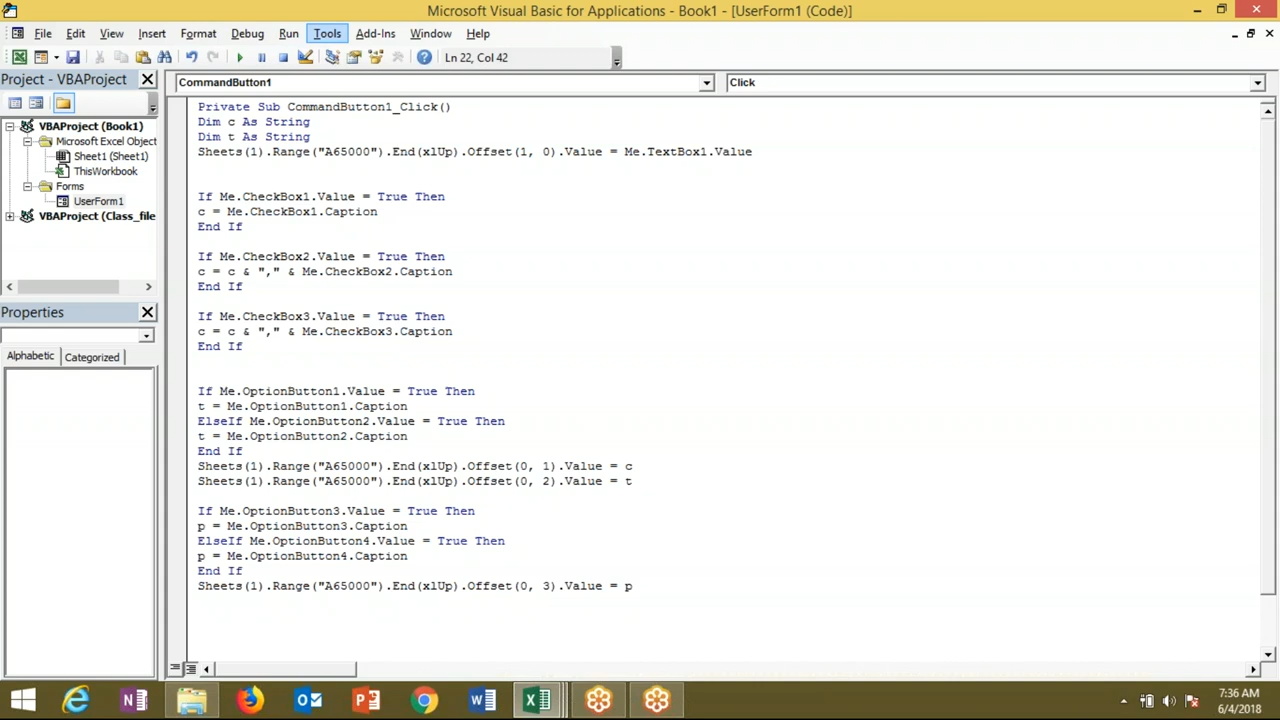 Microsoft Visual Basic for Applications - Book1 - [UserForm1 (Code)]
File Edit View Insert Format Debug Run Tools Add-Ins Window Help
Ln 22, Col 42
Project - VBAProject
CommandButton1
Click
VBAProject (Book1)
Microsoft Excel Object
Sheet1 (Sheet1)
ThisWorkbook
Forms
UserForm1
VBAProject (Class_file
Properties
Alphabetic Categorized
Private Sub CommandButton1_Click()
Dim c As String
Dim t As String
Sheets(1).Range("A65000").End(xlUp).Offset(1, 0).Value = Me.TextBox1.Value
If Me.CheckBox1.Value = True Then
c = Me.CheckBox1.Caption
End If
If Me.CheckBox2.Value = True Then
c = c & "," & Me.CheckBox2.Caption
End If
If Me.CheckBox3.Value = True Then
c = c & "," & Me.CheckBox3.Caption
End If
If Me.OptionButton1.Value = True Then
t = Me.OptionButton1.Caption
ElseIf Me.OptionButton2.Value = True Then
t = Me.OptionButton2.Caption
End If
Sheets(1).Range("A65000").End(xlUp).Offset(0, 1).Value = c
Sheets(1).Range("A65000").End(xlUp).Offset(0, 2).Value = t
If Me.OptionButton3.Value = True Then
p = Me.OptionButton3.Caption
ElseIf Me.OptionButton4.Value = True Then
p = Me.OptionButton4.Caption
End If
Sheets(1).Range("A65000").End(xlUp).Offset(0, 3).Value = p
7:36 AM
6/4/2018